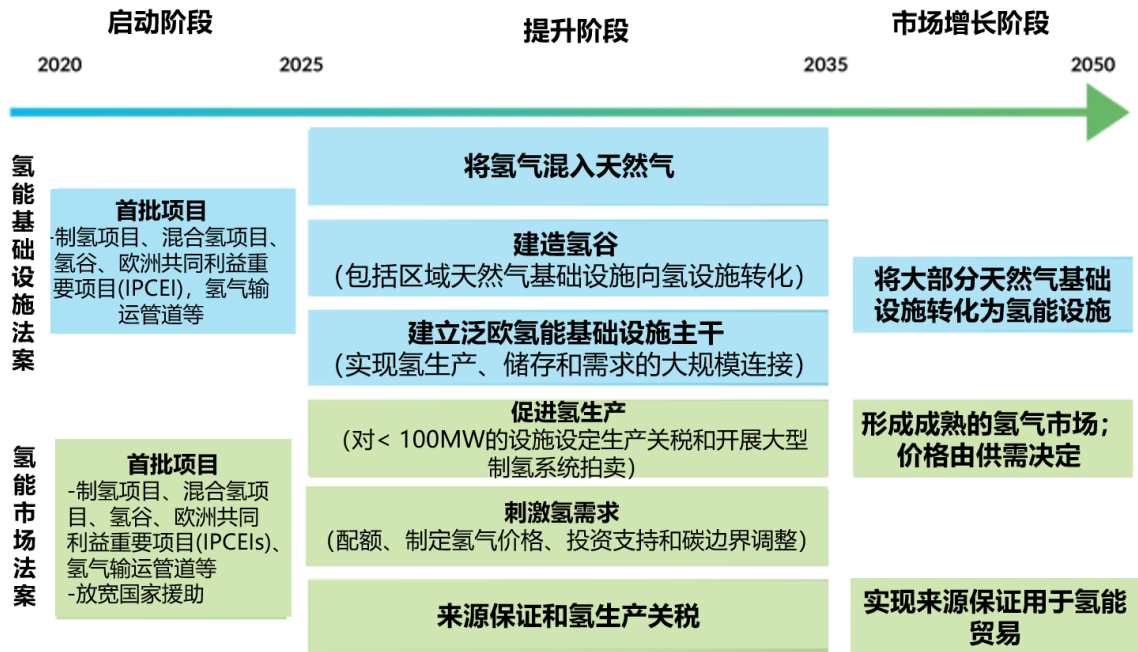 启动阶段
提升阶段
市场增长阶段
2020
2025
2035
2050
氢能基础设施法案
首批项目
-制氢项目、混合氢项目、
氢谷、欧洲共同利益重
要项目(IPCEI)，氢气输
运管道等
将氢气混入天然气
建造氢谷
（包括区域天然气基础设施向氢设施转化）
建立泛欧氢能基础设施主干
（实现氢生产、储存和需求的大规模连接）
将大部分天然气基础
设施转化为氢能设施
氢能市场法案
首批项目
-制氢项目、混合氢项
目、氢谷、欧洲共同
利益重要项目(IPCEIs)、
氢气输运管道等
-放宽国家援助
促进氢生产
（对< 100MW的设施设定生产关税和开展大型
制氢系统拍卖）
刺激氢需求
（配额、制定氢气价格、投资支持和碳边界调整）
来源保证和氢生产关税
形成成熟的氢气市场；
价格由供需决定
实现来源保证用于氢能
贸易